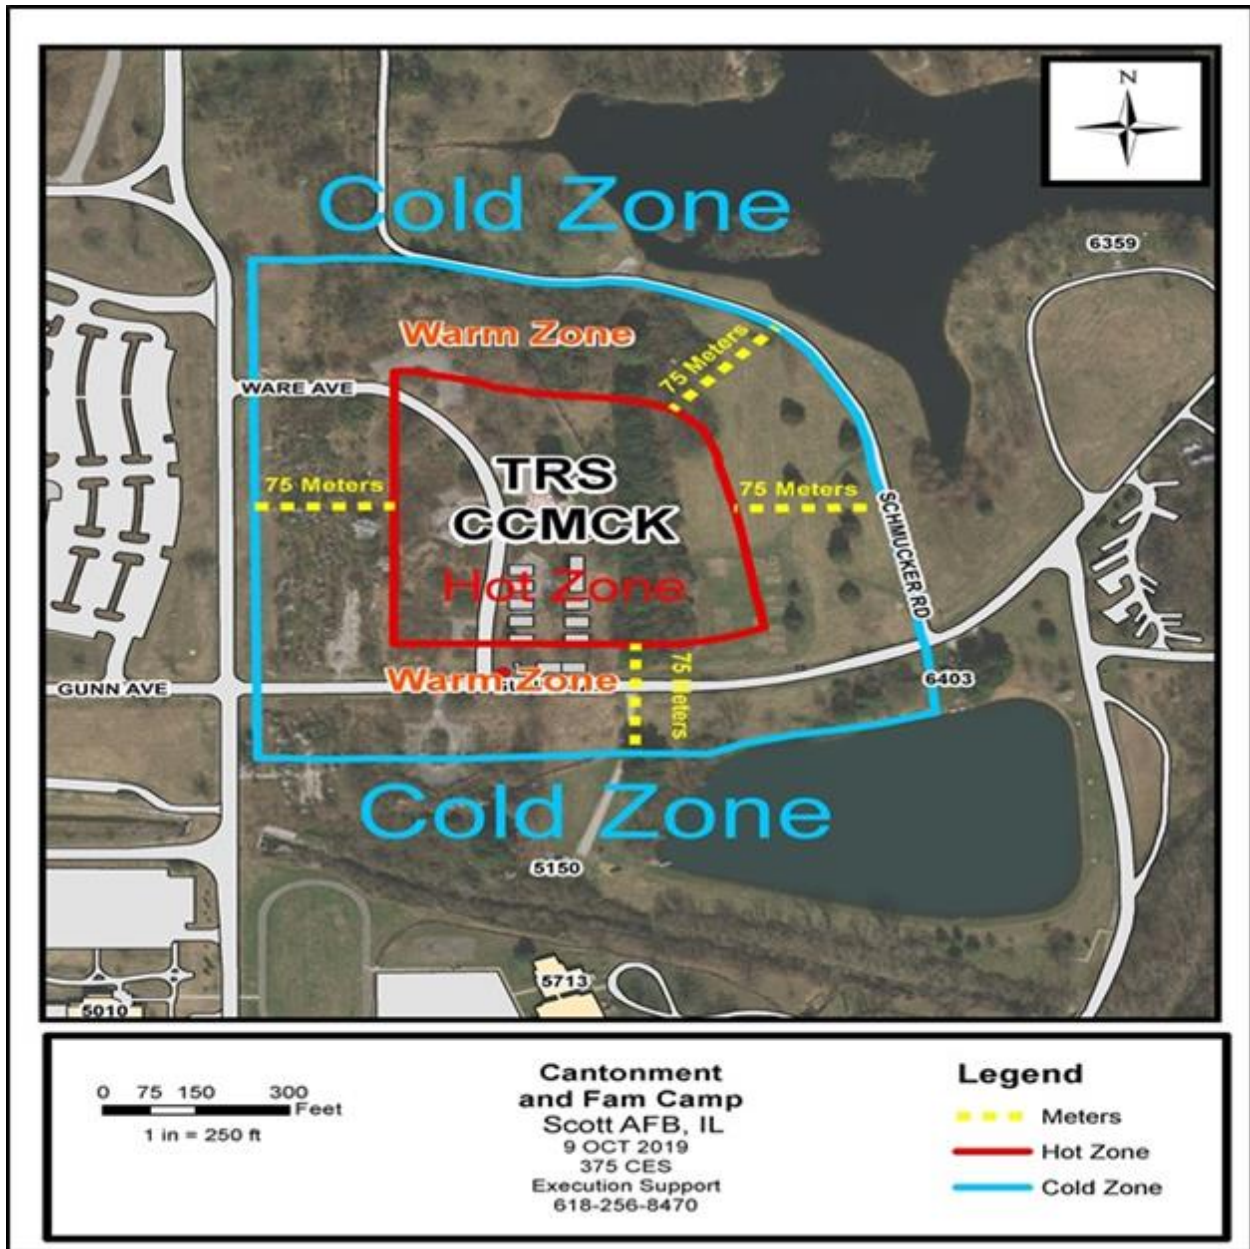 N
Cold Zone
6359
Warm Zone
75 Meters
WARE AVE
TRS
CCMCK
75 Meters
75 Meters
SCHMUCKER RD
Hot Zone
75 Meters
GUNN AVE
Warm Zone
6403
Cold Zone
5150
5713
5010
0 75 150 300
Feet
1 in = 250 ft
Cantonment
and Fam Camp
Scott AFB, IL
9 OCT 2019
375 CES
Execution Support
618-256-8470
Legend
Meters
Hot Zone
Cold Zone